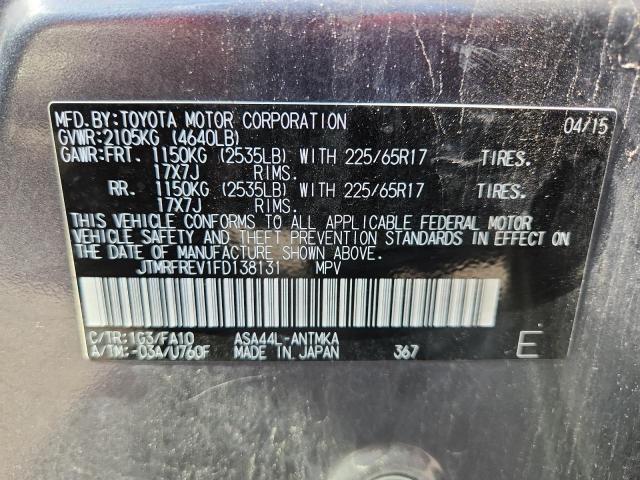 MFD.BY:TOYOTA MOTOR CORPORATION 04/15
GVWR:2105KG (4640LB)
GAWR:FRT. 1150KG (2535LB) WITH 225/65R17 TIRES.
17X7J RIMS.
RR. 1150KG (2535LB) WITH 225/65R17 TIRES.
17X7J RIMS.
THIS VEHICLE CONFORMS TO ALL APPLICABLE FEDERAL MOTOR
VEHICLE SAFETY AND THEFT PREVENTION STANDARDS IN EFFECT ON
THE DATE OF MANUFACTURE SHOWN ABOVE.
JTMRFREV1FD138131 MPV
C/TR:1G3/FA10 ASA44L-ANTMKA
A/TM:-03A/U760F MADE IN JAPAN 367 E